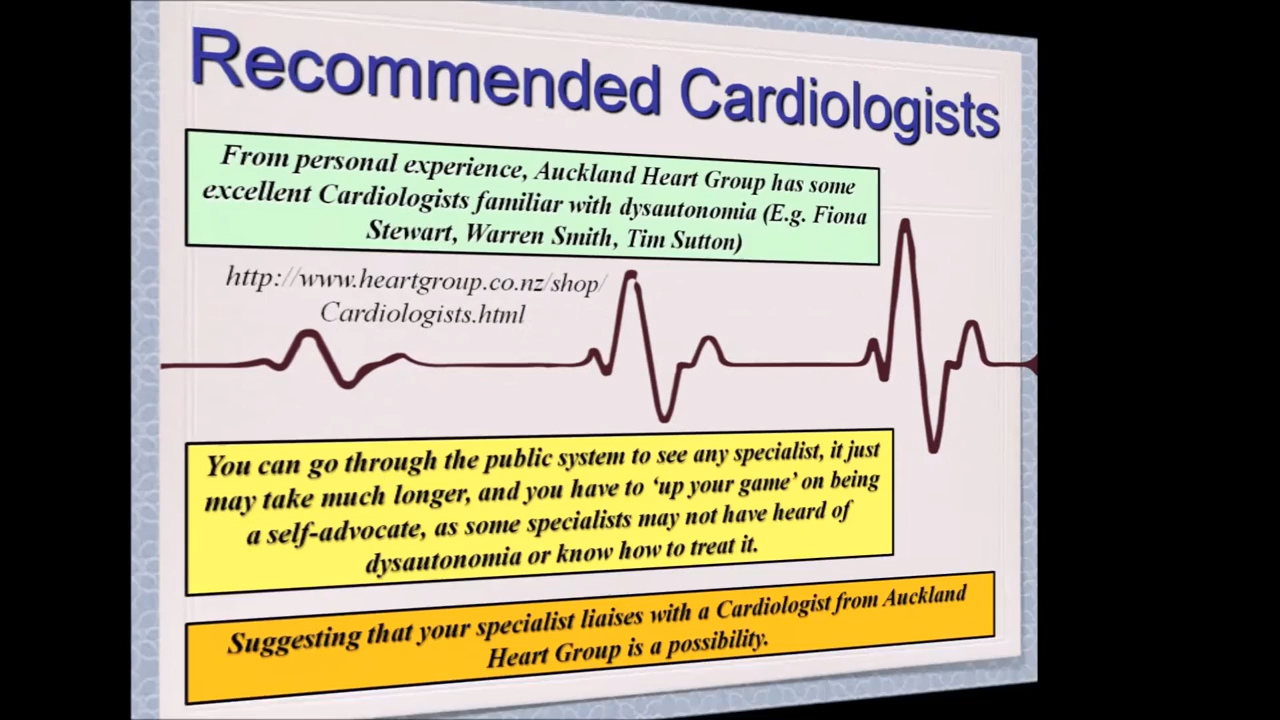 Recommended Cardiologists
From personal experience, Auckland Heart Group has some
excellent Cardiologists familiar with dysautonomia (E.g. Fiona
Stewart, Warren Smith, Tim Sutton)
http://www.heartgroup.co.nz/shop/
Cardiologists.html
You can go through the public system to see any specialist, it just
may take much longer, and you have to ‘up your game’ on being
a self-advocate, as some specialists may not have heard of
dysautonomia or know how to treat it.
Suggesting that your specialist liaises with a Cardiologist from Auckland
Heart Group is a possibility.